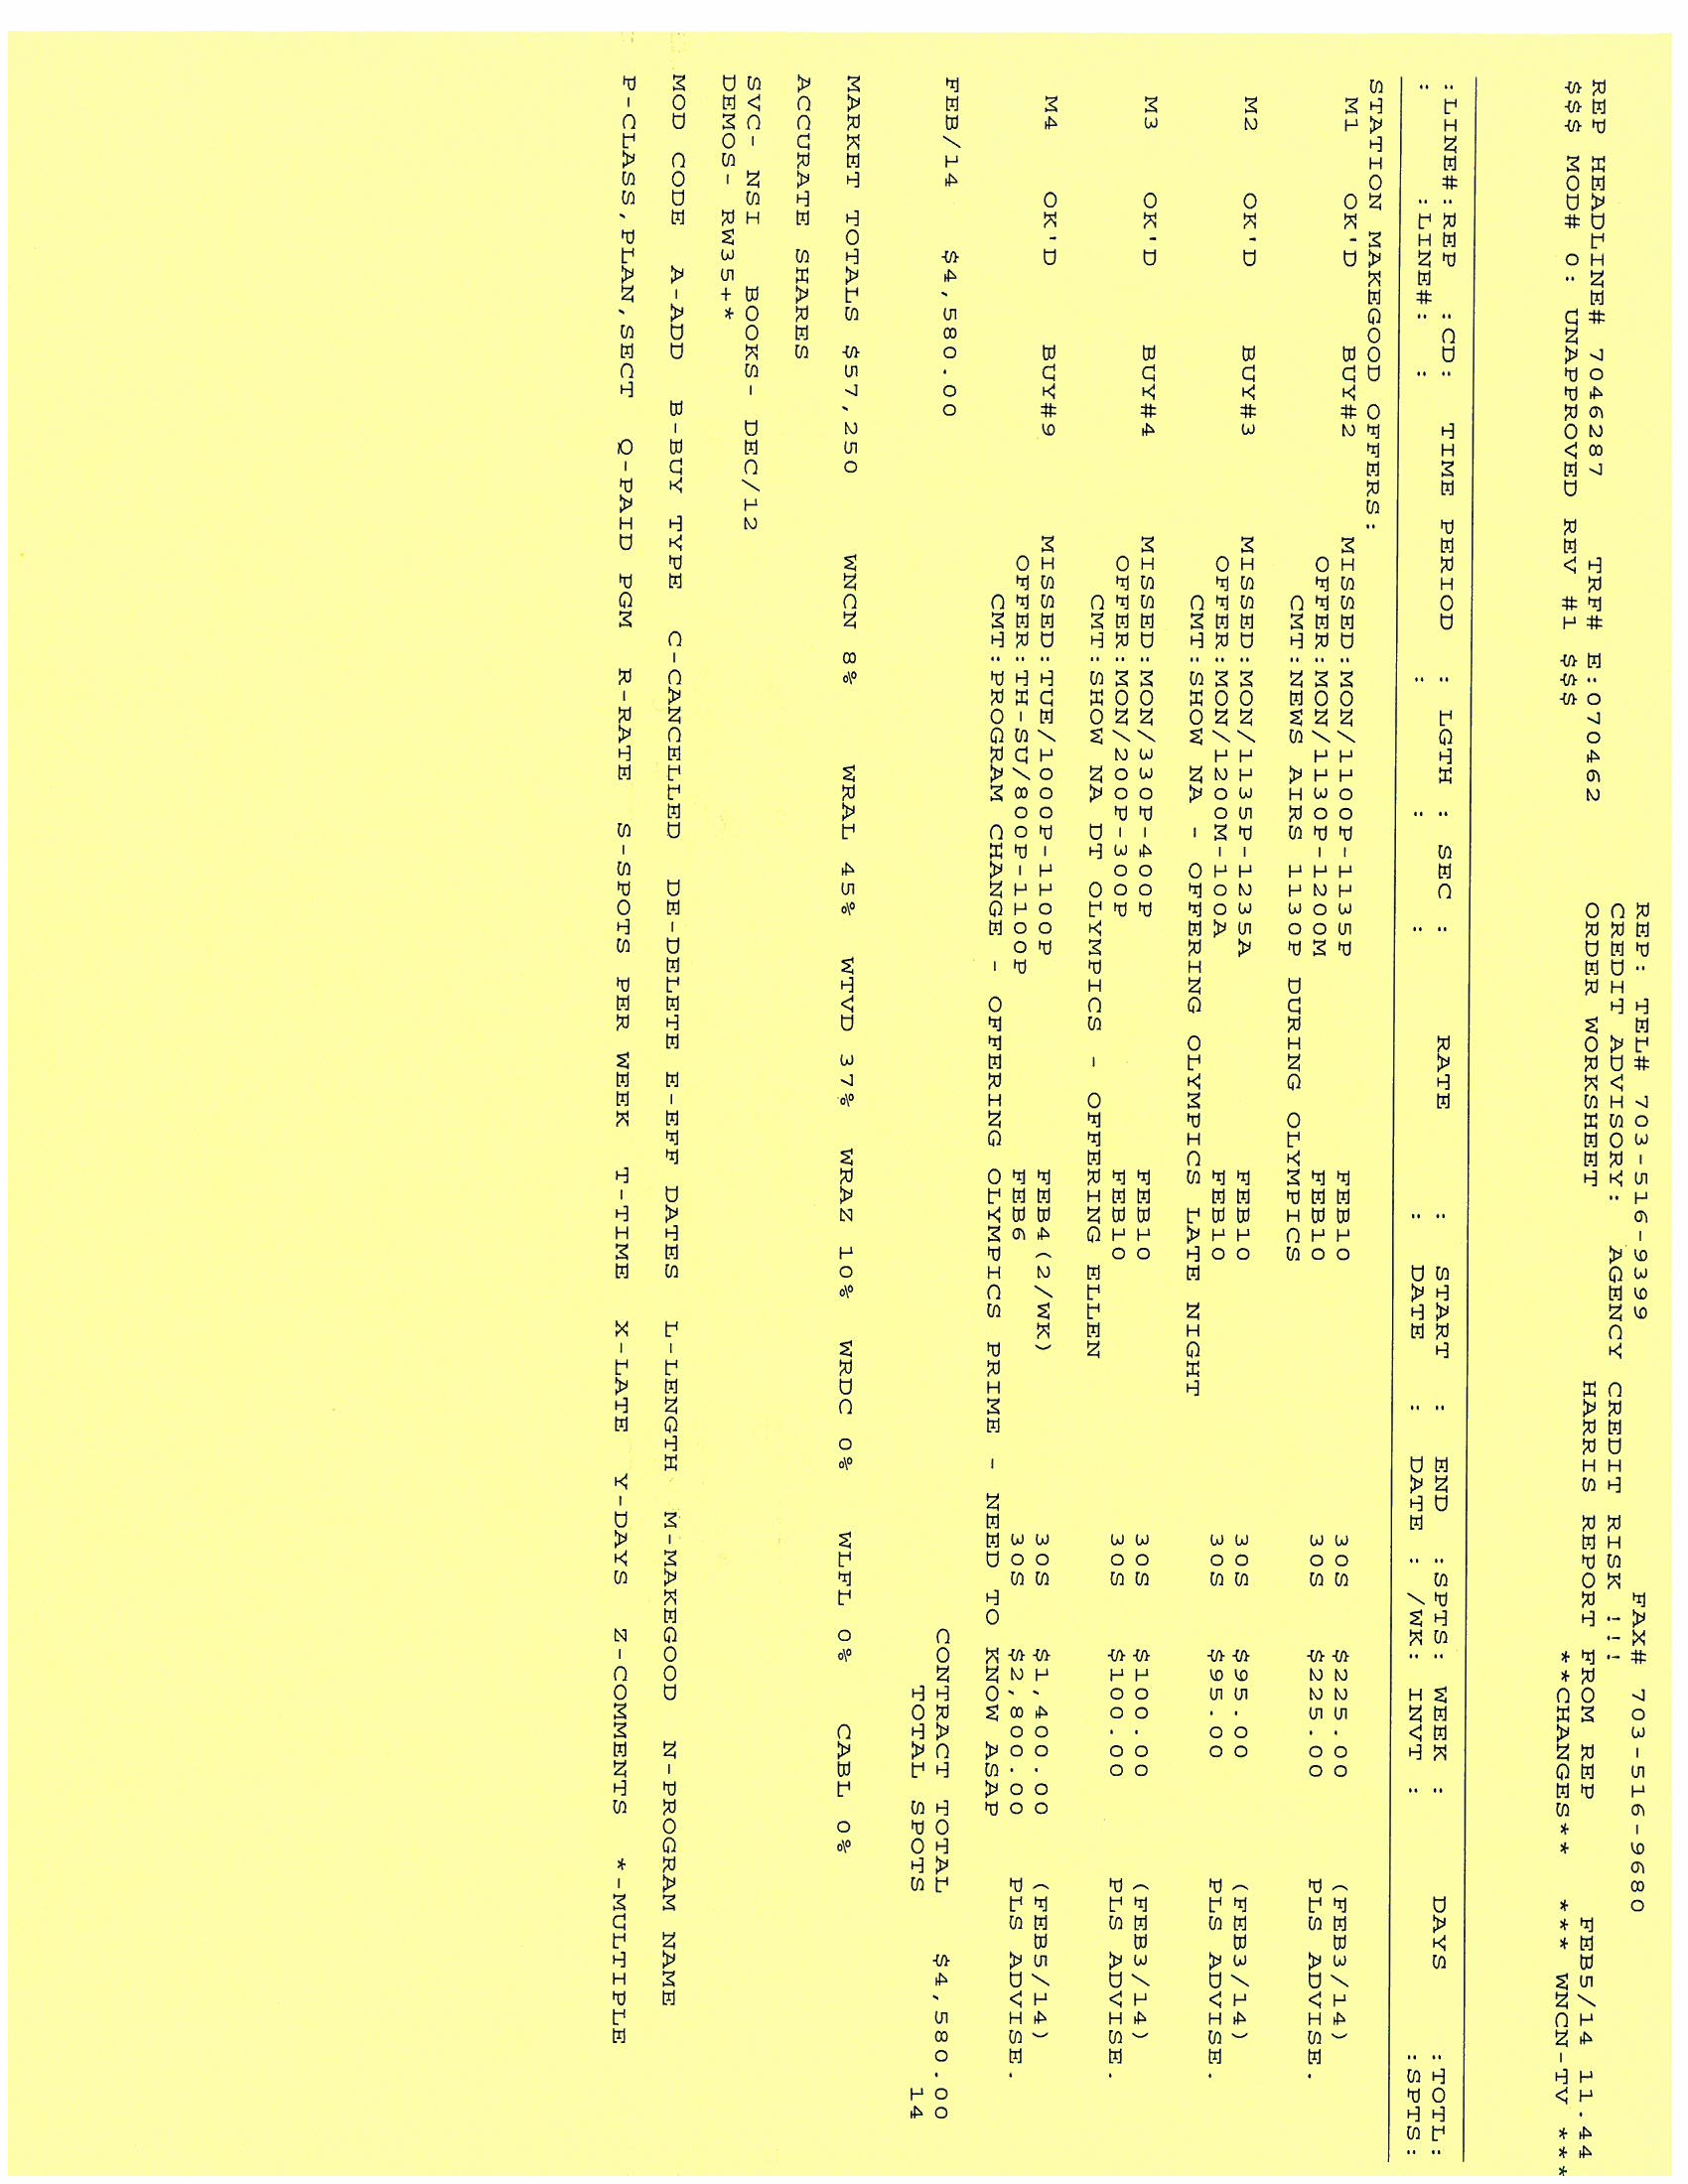 REP: TEL# 703-516-9399 FAX# 703-516-9680
CREDIT ADVISORY: AGENCY CREDIT RISK !!!
REP HEADLINE# 7046287 TRF# E:070462 ORDER WORKSHEET HARRIS REPORT FROM REP FEB5/14 11.44
$$$ MOD# 0: UNAPPROVED REV #1 $$$ **CHANGES** *** WNCN-TV ***
:LINE#:REP :CD: TIME PERIOD : LGTH : SEC : RATE : START : END :SPTS: WEEK : DAYS :TOTL:
: :LINE#: : : : : : DATE : DATE : /WK: INVT : :SPTS:
STATION MAKEGOOD OFFERS:
M1 OK'D BUY#2 MISSED:MON/1100P-1135P FEB10 30S $225.00 (FEB3/14)
OFFER:MON/1130P-1200M FEB10 30S $225.00 PLS ADVISE.
CMT:NEWS AIRS 1130P DURING OLYMPICS
M2 OK'D BUY#3 MISSED:MON/1135P-1235A FEB10 30S $95.00 (FEB3/14)
OFFER:MON/1200M-100A FEB10 30S $95.00 PLS ADVISE.
CMT:SHOW NA - OFFERING OLYMPICS LATE NIGHT
M3 OK'D BUY#4 MISSED:MON/330P-400P FEB10 30S $100.00 (FEB3/14)
OFFER:MON/200P-300P FEB10 30S $100.00 PLS ADVISE.
CMT:SHOW NA DT OLYMPICS - OFFERING ELLEN
M4 OK'D BUY#9 MISSED:TUE/1000P-1100P FEB4(2/WK) 30S $1,400.00 (FEB5/14)
OFFER:TH-SU/800P-1100P FEB6 30S $2,800.00 PLS ADVISE.
CMT:PROGRAM CHANGE - OFFERING OLYMPICS PRIME - NEED TO KNOW ASAP
FEB/14 $4,580.00 CONTRACT TOTAL $4,580.00
TOTAL SPOTS 14
MARKET TOTALS $57,250 WNCN 8% WRAL 45% WTVD 37% WRAZ 10% WRDC 0% WLFL 0% CABL 0%
ACCURATE SHARES
SVC- NSI BOOKS- DEC/12
DEMOS- RW35+*
MOD CODE A-ADD B-BUY TYPE C-CANCELLED DE-DELETE E-EFF DATES L-LENGTH M-MAKEGOOD N-PROGRAM NAME
P-CLASS,PLAN,SECT Q-PAID PGM R-RATE S-SPOTS PER WEEK T-TIME X-LATE Y-DAYS Z-COMMENTS *-MULTIPLE